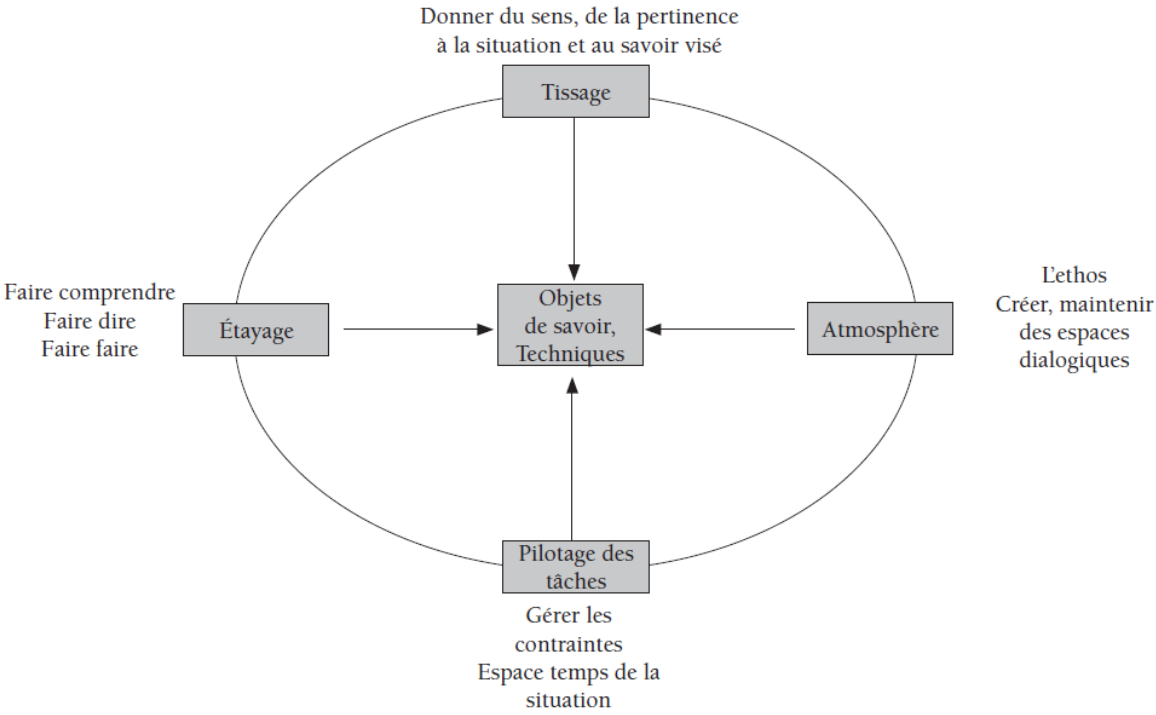 Donner du sens, de la pertinence
à la situation et au savoir visé
Tissage
Faire comprendre
Faire dire
Faire faire
Étayage
Objets
de savoir,
Techniques
Atmosphère
L'ethos
Créer, maintenir
des espaces
dialogiques
Pilotage des
tâches
Gérer les
contraintes
Espace temps de la
situation